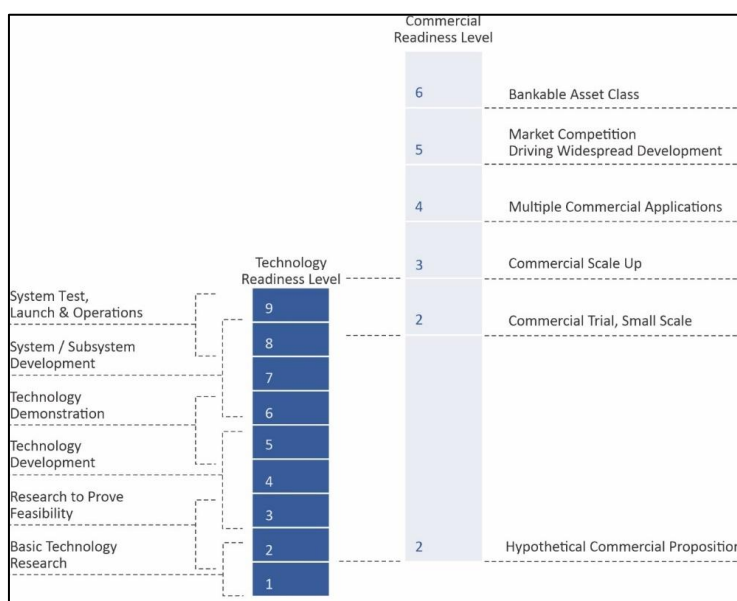 Commercial
Readiness Level
6
Bankable Asset Class
5
Market Competition
Driving Widespread Development
4
Multiple Commercial Applications
3
Commercial Scale Up
2
Commercial Trial, Small Scale
2
Hypothetical Commercial Proposition
Technology
Readiness Level
9
8
7
6
5
4
3
2
1
System Test,
Launch & Operations
System / Subsystem
Development
Technology
Demonstration
Technology
Development
Research to Prove
Feasibility
Basic Technology
Research